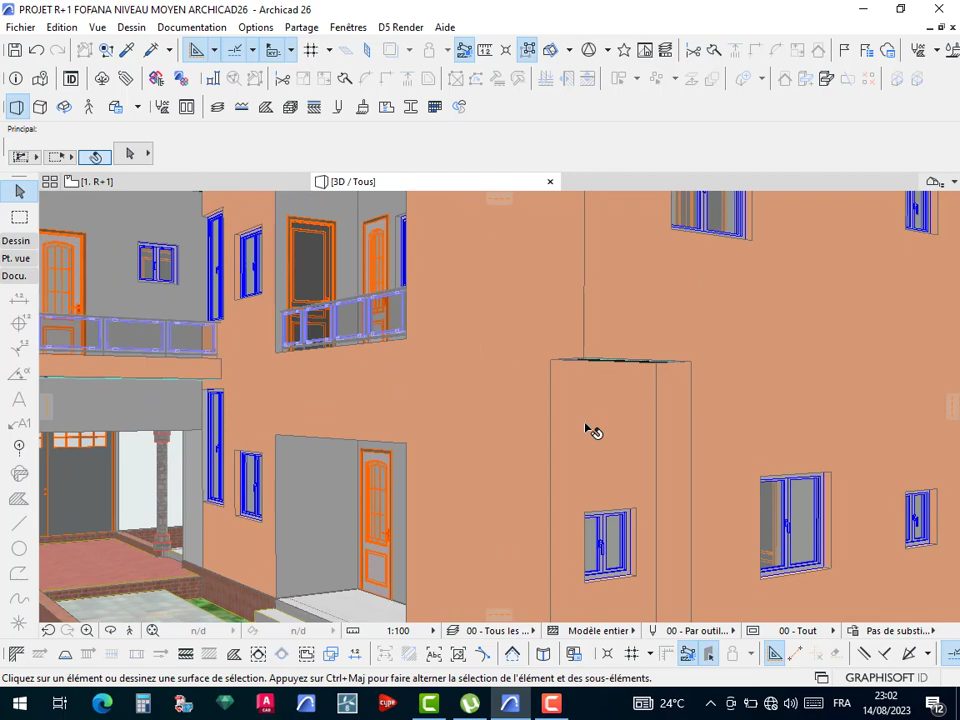 PROJET R+1 FOFANA NIVEAU MOYEN ARCHICAD26 - Archicad 26
Fichier Edition Vue Dessin Documentation Options Partage Fenêtres D5 Render Aide
Principal:
[1. R+1]
[3D / Tous]
Dessin
Pt. vue
Docu.
n/d
n/d
1:100
00 - Tous les ...
Modèle entier
00 - Par outil...
00 - Tout
Pas de substi...
Cliquez sur un élément ou dessinez une surface de sélection. Appuyez sur Ctrl+Maj pour faire alterner la sélection de l'élément et des sous-éléments.
GRAPHISOFT ID
24°C
FRA
23:02
14/08/2023
12